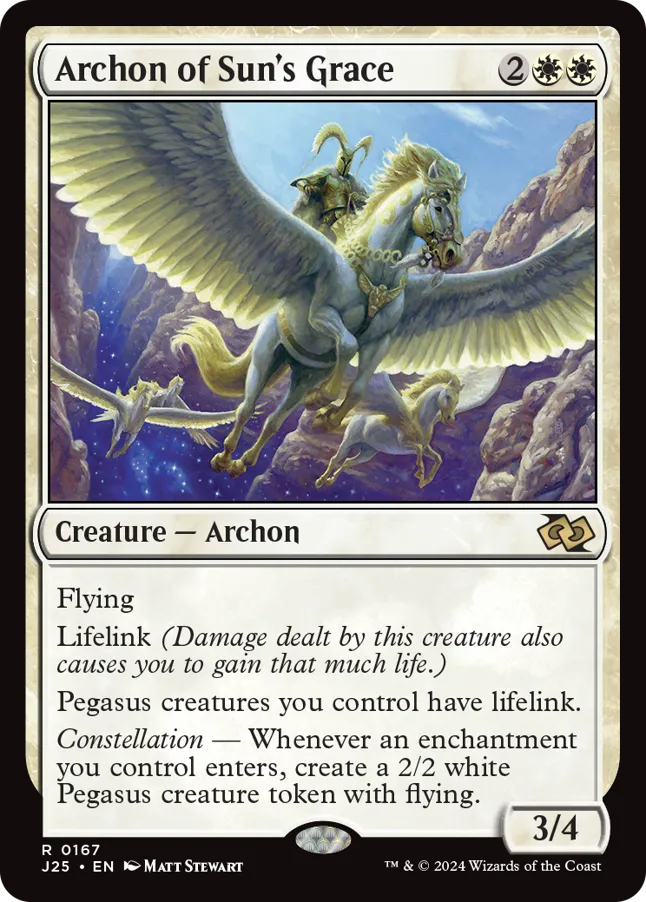 Archon of Sun's Grace 2
Creature — Archon
Flying
Lifelink (Damage dealt by this creature also
causes you to gain that much life.)
Pegasus creatures you control have lifelink.
Constellation — Whenever an enchantment
you control enters, create a 2/2 white
Pegasus creature token with flying.
3/4
R 0167
J25 • EN Matt Stewart
™ & © 2024 Wizards of the Coast